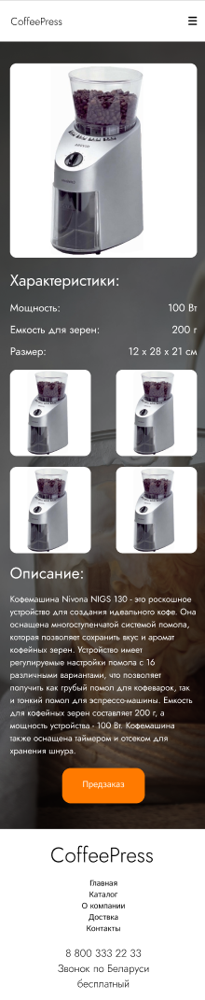 CoffeePress
Характеристики:
Мощность: 100 Вт
Емкость для зерен: 200 г
Размер: 12 x 28 x 21 см
Описание:
Кофемашина Nivona NIGS 130 - это роскошное
устройство для создания идеального кофе. Она
оснащена многоступенчатой системой помола,
которая позволяет сохранить вкус и аромат
кофейных зерен. Устройство имеет
регулируемые настройки помола с 16
различными вариантами, что позволяет
получить как грубый помол для кофеварок, так
и тонкий помол для эспрессо-машины. Емкость
для кофейных зерен составляет 200 г, а
мощность устройства - 100 Вт. Кофемашина
также оснащена таймером и отсеком для
хранения шнура.
Предзаказ
CoffeePress
Главная
Каталог
О компании
Доствка
Контакты
8 800 333 22 33
Звонок по Беларуси
бесплатный